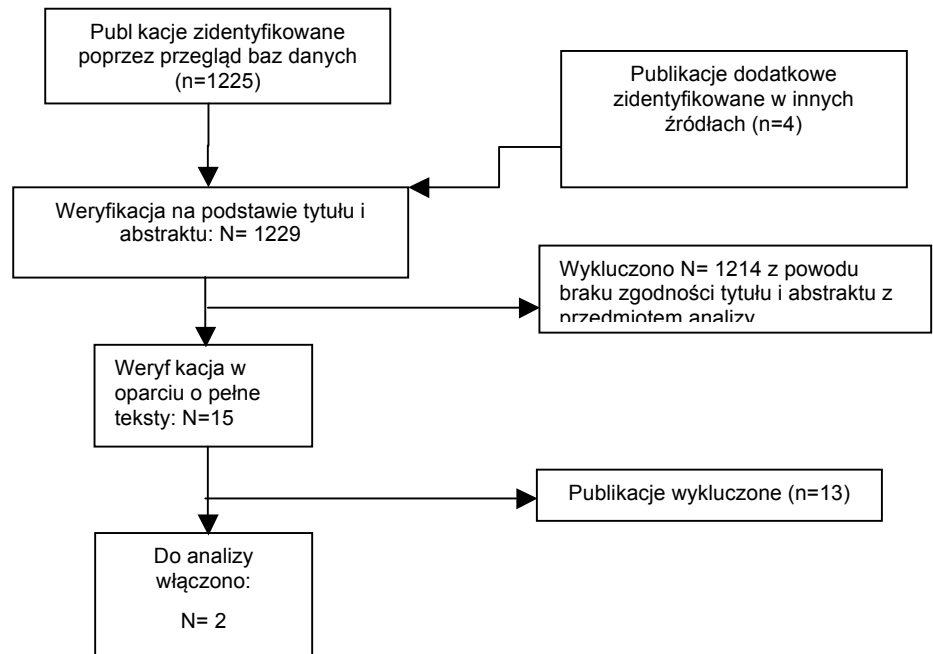 Publ kacje zidentyfikowane
poprzez przegląd baz danych
(n=1225)
Publikacje dodatkowe
zidentyfikowane w innych
źródłach (n=4)
Weryfikacja na podstawie tytułu i
abstraktu: N= 1229
Wykluczono N= 1214 z powodu
braku zgodności tytułu i abstraktu z
przedmiotem analizy
Weryf kacja w
oparciu o pełne
teksty: N=15
Publikacje wykluczone (n=13)
Do analizy
włączono:
N= 2